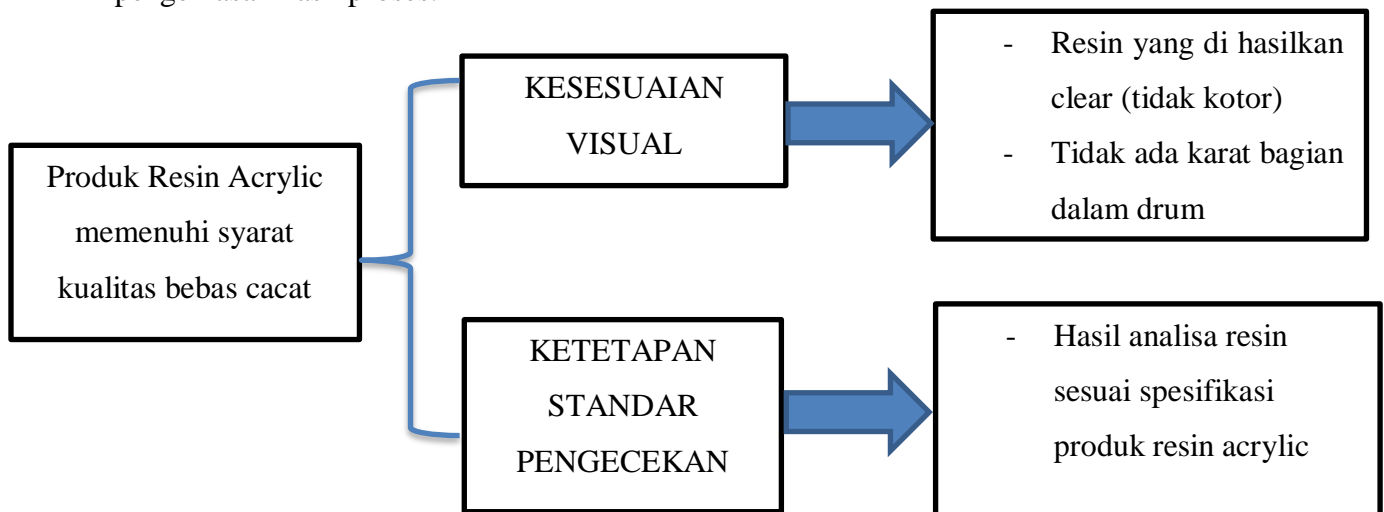 Produk Resin Acrylic
memenuhi syarat
kualitas bebas cacat
KESESUAIAN
VISUAL
- Resin yang di hasilkan
clear (tidak kotor)
- Tidak ada karat bagian
dalam drum
KETETAPAN
STANDAR
PENGECEKAN
- Hasil analisa resin
sesuai spesifikasi
produk resin acrylic